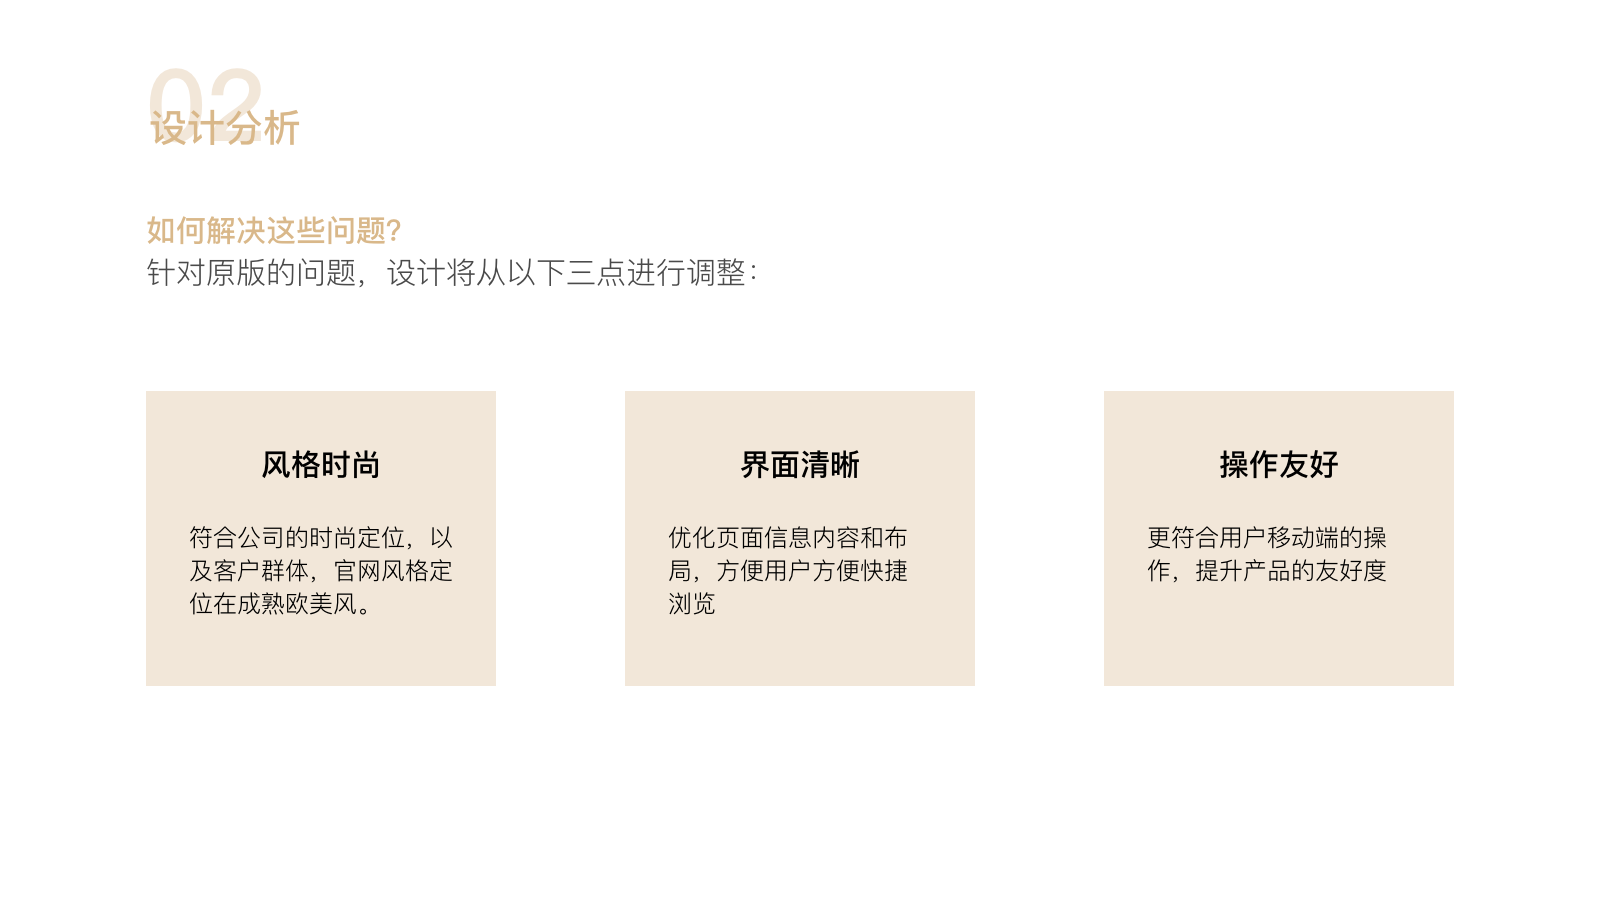 02
设计分析
如何解决这些问题?
针对原版的问题，设计将从以下三点进行调整：
风格时尚
符合公司的时尚定位，以
及客户群体，官网风格定
位在成熟欧美风。
界面清晰
优化页面信息内容和布
局，方便用户方便快捷
浏览
操作友好
更符合用户移动端的操
作，提升产品的友好度